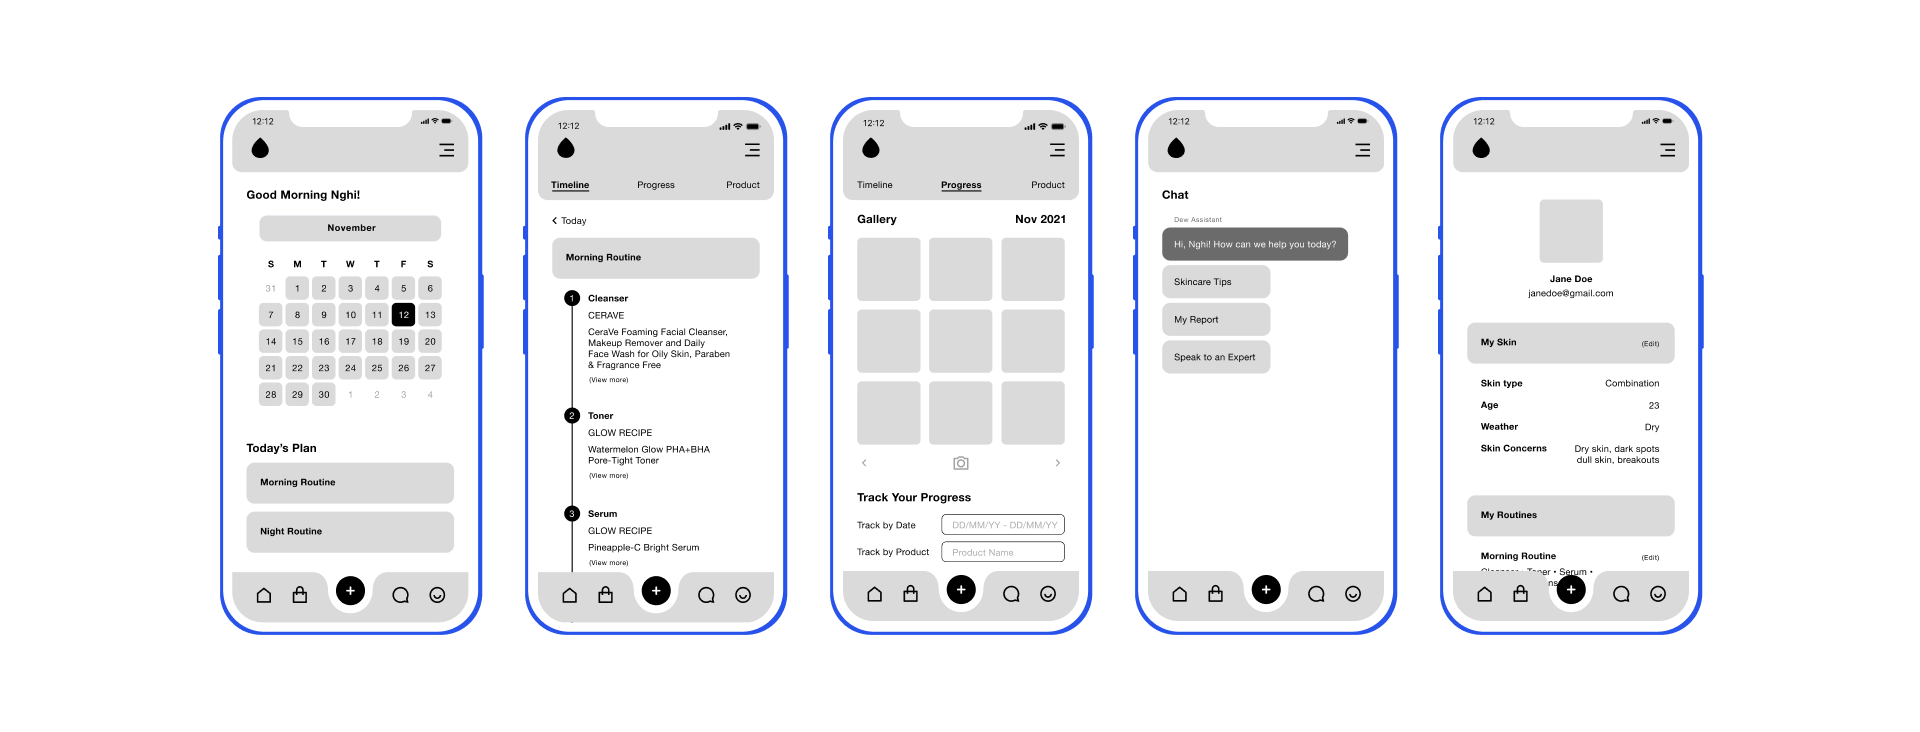 12:12
Good Morning Nghi!
November
S M T W T F S
31 1 2 3 4 5 6
7 8 9 10 11 12 13
14 15 16 17 18 19 20
21 22 23 24 25 26 27
28 29 30 1 2 3 4
Today's Plan
Morning Routine
Night Routine
12:12
Timeline Progress Product
Today
Morning Routine
1 Cleanser
CERAVE
CeraVe Foaming Facial Cleanser,
Makeup Remover and Daily
Face Wash for Oily Skin, Paraben
& Fragrance Free
(View more)
2 Toner
GLOW RECIPE
Watermelon Glow PHA+BHA
Pore-Tight Toner
(View more)
3 Serum
GLOW RECIPE
Pineapple-C Bright Serum
(View more)
12:12
Timeline Progress Product
Gallery Nov 2021
Track Your Progress
Track by Date DD/MM/YY - DD/MM/YY
Track by Product Product Name
12:12
Chat
Dew Assistant
Hi, Nghi! How can we help you today?
Skincare Tips
My Report
Speak to an Expert
12:12
Jane Doe
janedoe@gmail.com
My Skin (Edit)
Skin type Combination
Age 23
Weather Dry
Skin Concerns Dry skin, dark spots
dull skin, breakouts
My Routines
Morning Routine (Edit)
Cleanser • Toner • Serum •